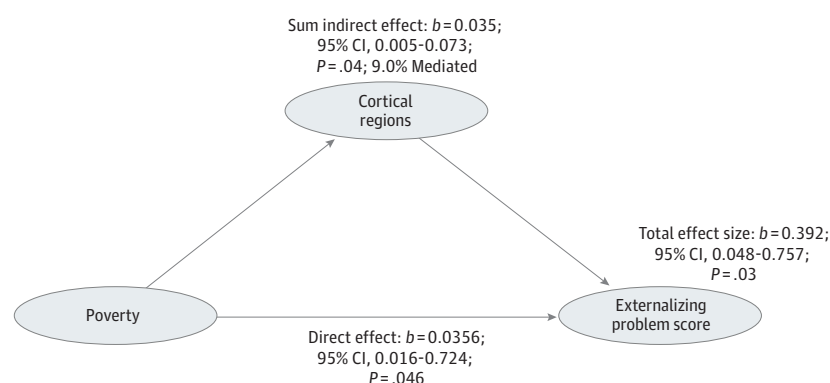 Sum indirect effect: b=0.035;
95% CI, 0.005-0.073;
P=.04; 9.0% Mediated
Cortical
regions
Total effect size: b=0.392;
95% CI, 0.048-0.757;
P=.03
Poverty
Externalizing
problem score
Direct effect: b=0.0356;
95% CI, 0.016-0.724;
P=.046